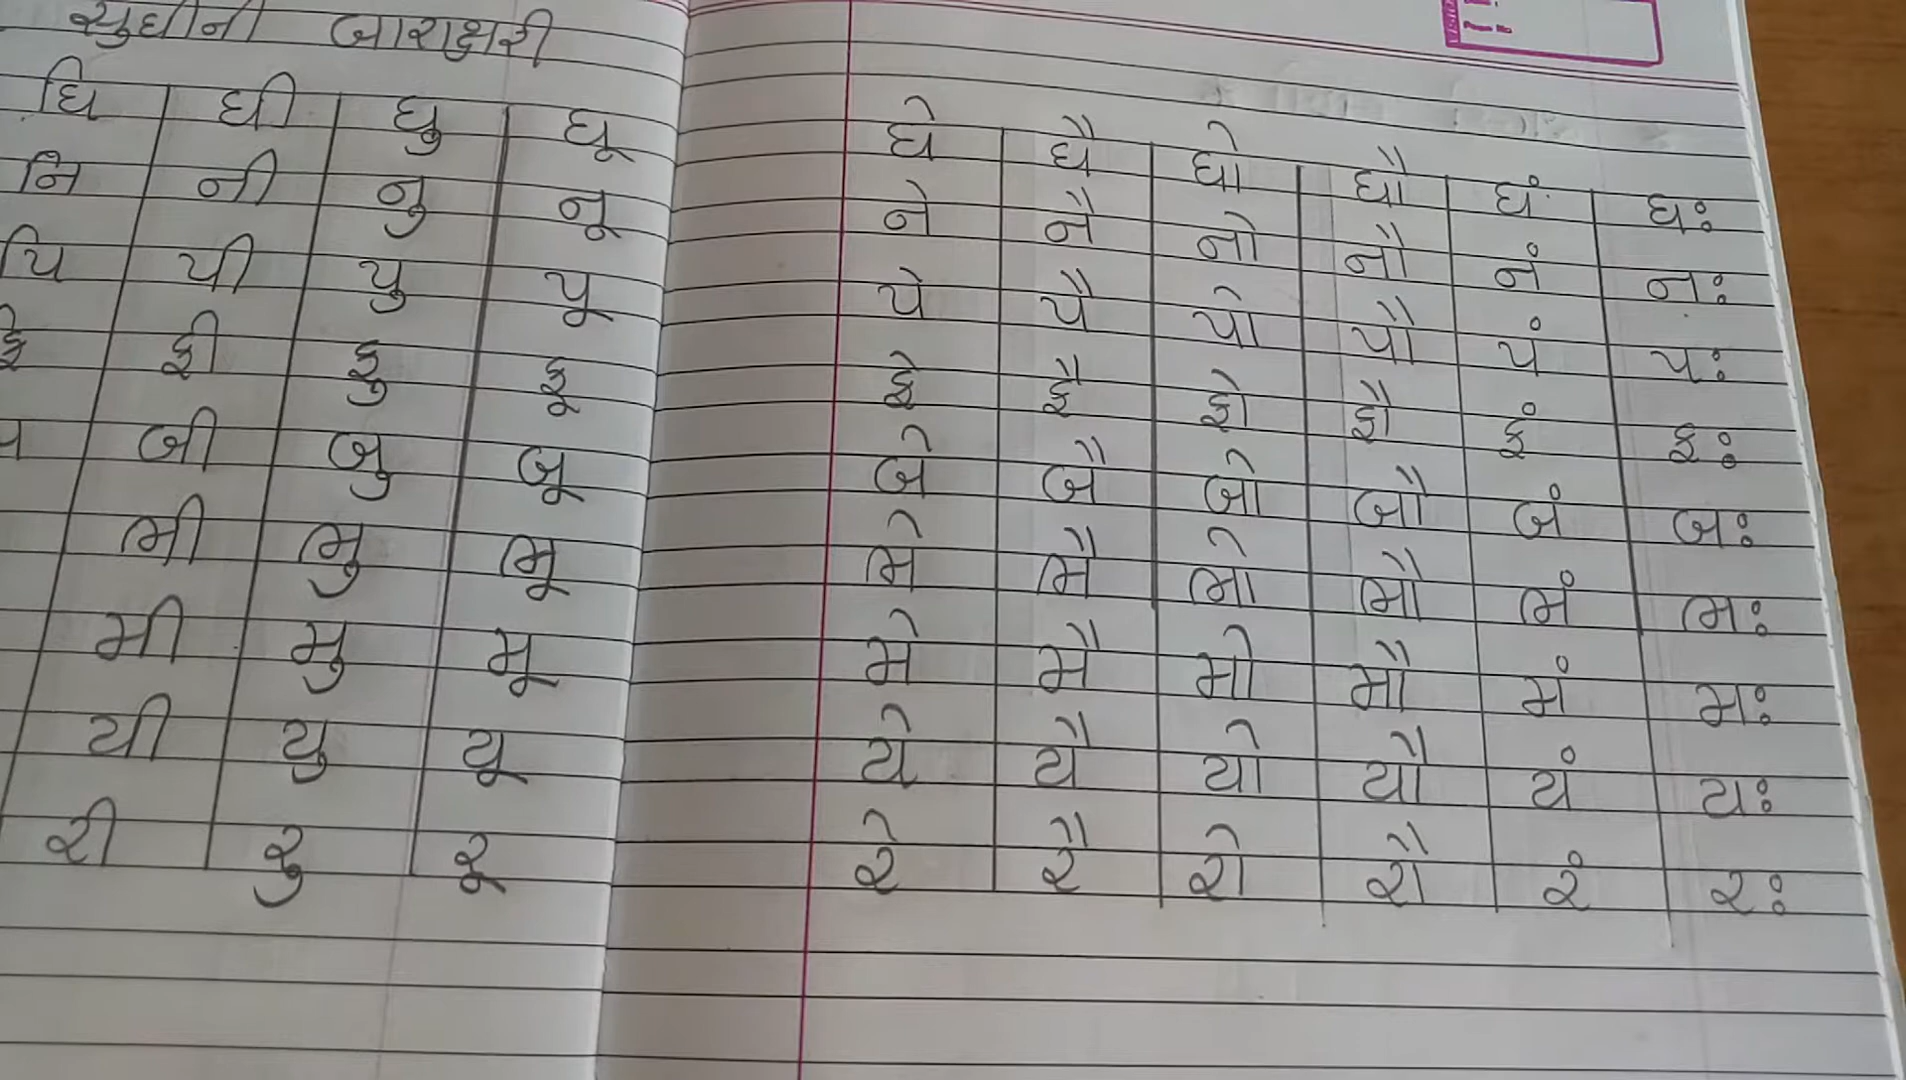 સુધીની બારાક્ષરી
ધિ ધી ધુ ધૂ
નિ ની નુ નૂ
પિ પી પુ પૂ
ફિ ફી ફુ ફૂ
બી બુ બૂ
ભી ભુ ભૂ
મી મુ મૂ
યી યુ યૂ
રી રુ રૂ
ધે ધૈ ધો ધૌ ધં ધઃ
ને નૈ નો નૌ નં નઃ
પે પૈ પો પૌ પં પઃ
ફે ફૈ ફો ફૌ ફં ફઃ
બે બૈ બો બૌ બં બઃ
ભે ભૈ ભો ભૌ ભં ભઃ
મે મૈ મો મૌ મં મઃ
યે યૈ યો યૌ યં યઃ
રે રૈ રો રૌ રં રઃ